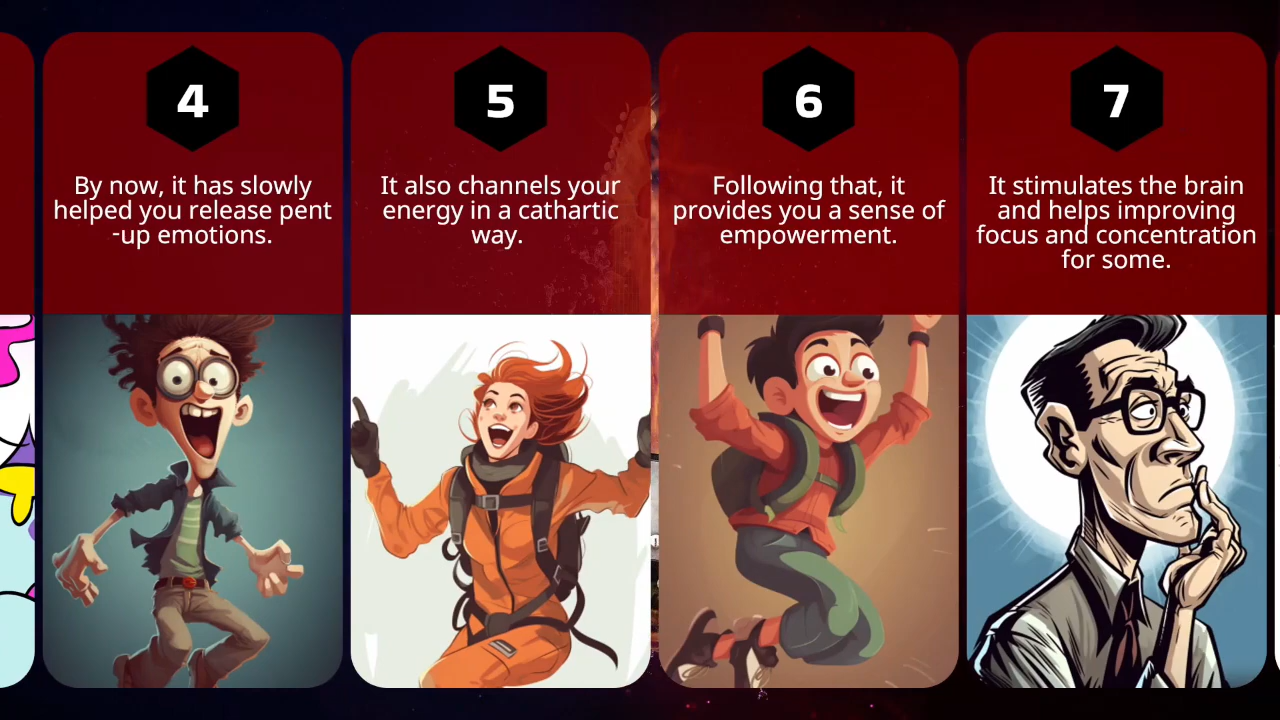 4
By now, it has slowly
helped you release pent
-up emotions.
5
It also channels your
energy in a cathartic
way.
6
Following that, it
provides you a sense of
empowerment.
7
It stimulates the brain
and helps improving
focus and concentration
for some.